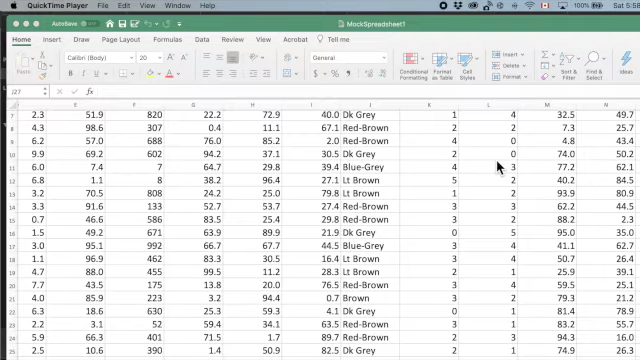 QuickTime Player File Edit View Window Help 100% Sat 5:58
AutoSave OFF MockSpreadsheet1
Home Insert Draw Page Layout Formulas Data Review View Acrobat Tell me
Calibri (Body) 20 General Insert Σ
Paste B I U $ % Conditional Formatting Format as Table Cell Styles Delete Format Sort & Filter Find & Select Ideas
J27 fx
E F G H I J K L M N
7 2.3 51.9 820 22.2 72.9 40.0 Dk Grey 1 4 32.5 49.7
8 4.3 98.6 307 0.4 11.1 67.1 Red-Brown 2 2 7.3 25.7
9 6.2 57.0 688 76.0 85.2 2.0 Red-Brown 4 0 4.8 43.4
10 9.9 69.2 602 94.2 37.1 30.5 Dk Grey 2 0 74.0 50.2
11 6.0 7.4 7 64.7 29.8 39.4 Blue-Grey 4 3 77.2 62.1
12 6.8 1.1 8 38.2 96.4 27.1 Lt Brown 5 2 40.2 84.5
13 3.2 70.5 808 24.2 25.0 79.8 Lt Brown 1 2 93.9 80.9
14 3.3 91.6 133 52.7 53.7 27.4 Red-Brown 3 3 62.2 44.5
15 0.7 46.6 586 83.5 25.4 29.8 Red-Brown 3 2 88.2 2.3
16 1.5 49.2 671 63.9 89.9 21.9 Dk Grey 0 5 95.0 35.0
17 3.0 95.1 992 66.7 67.7 44.5 Blue-Grey 3 4 41.1 62.7
18 1.1 96.9 462 83.3 30.1 16.4 Lt Brown 3 4 50.7 26.4
19 4.7 88.0 455 99.5 11.2 28.3 Lt Brown 2 1 25.9 39.1
20 7.7 43.5 175 13.8 20.0 76.5 Red-Brown 3 4 23.1 11.7
21 4.0 85.9 223 3.2 94.4 0.7 Brown 3 2 79.3 21.2
22 6.3 18.6 630 25.3 59.6 4.1 Dk Grey 0 1 81.4 78.9
23 2.2 3.1 52 59.4 34.1 63.5 Red-Brown 3 1 83.2 55.7
24 5.9 66.3 401 71.5 1.7 89.7 Red-Brown 2 3 94.3 16.0
25 2.5 10.6 390 1.4 50.9 82.5 Dk Grey 2 1 74.9 26.3